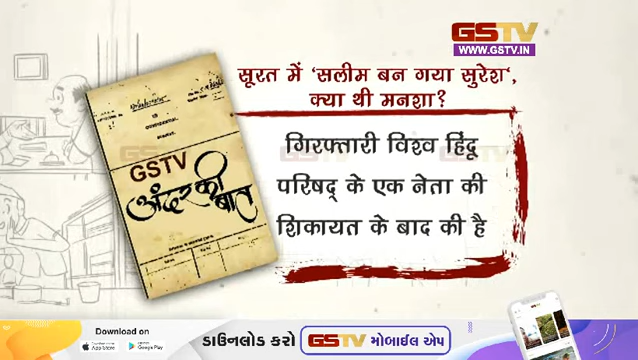 GSTV
WWW.GSTV.IN
सूरत में ‘सलीम बन गया सुरेश‘,
क्या थी मनशा?
CONFIDENTIAL
GSTV
अंदर की
बात
गिरफ्तारी विश्व हिंदू
परिषद् के एक नेता की
शिकायत के बाद की है
Download on
App Store
Google Play
ડાઉનલોડ કરો GSTV મોબાઈલ એપ